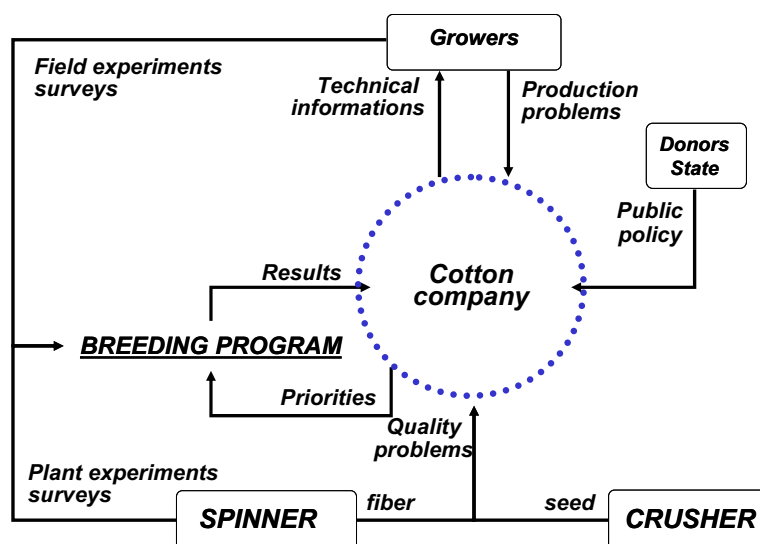 Growers
Field experiments
surveys
Technical
informations
Production
problems
Donors
State
Public
policy
Results
Cotton
company
BREEDING PROGRAM
Priorities
Quality
problems
Plant experiments
surveys
SPINNER
fiber
seed
CRUSHER